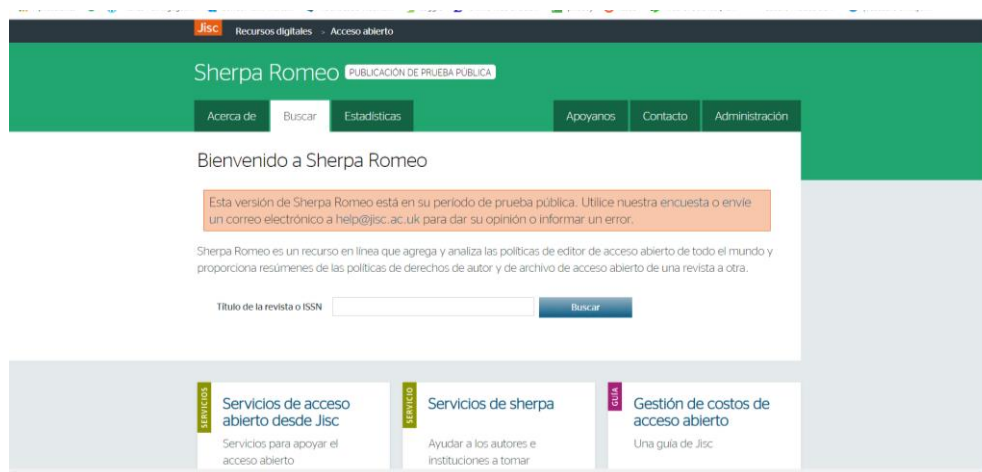 Jisc Recursos digitales > Acceso abierto
Sherpa Romeo PUBLICACIÓN DE PRUEBA PÚBLICA
Acerca de Buscar Estadísticas Apoyanos Contacto Administración
Bienvenido a Sherpa Romeo
Esta versión de Sherpa Romeo está en su período de prueba pública. Utilice nuestra encuesta o envíe
un correo electrónico a help@jisc.ac.uk para dar su opinión o informar un error.
Sherpa Romeo es un recurso en línea que agrega y analiza las políticas de editor de acceso abierto de todo el mundo y
proporciona resúmenes de las políticas de derechos de autor y de archivo de acceso abierto de una revista a otra.
Título de la revista o ISSN Buscar
SERVICIOS
Servicios de acceso
abierto desde Jisc
Servicios para apoyar el
acceso abierto
SERVICIO
Servicios de sherpa
Ayudar a los autores e
instituciones a tomar
GUÍA
Gestión de costos de
acceso abierto
Una guía de Jisc